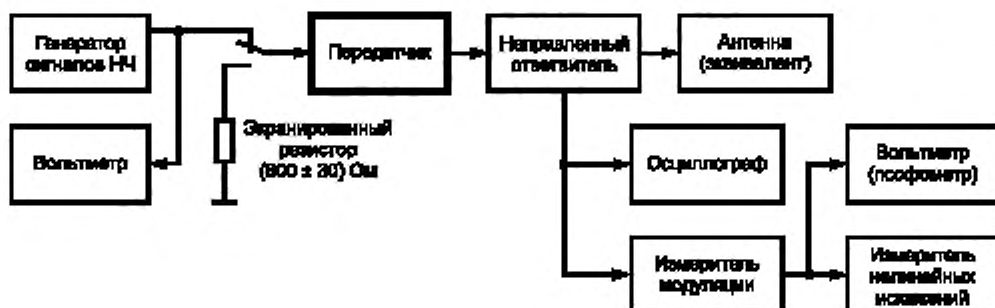 Генератор
сигналов НЧ
Передатчик
Направленный
ответвитель
Антенна
(эквивалент)
Вольтметр
Экранированный
резистор
(600 ± 30) Ом
Осциллограф
Вольтметр
(псофометр)
Измеритель
модуляции
Измеритель
нелинейных
искажений